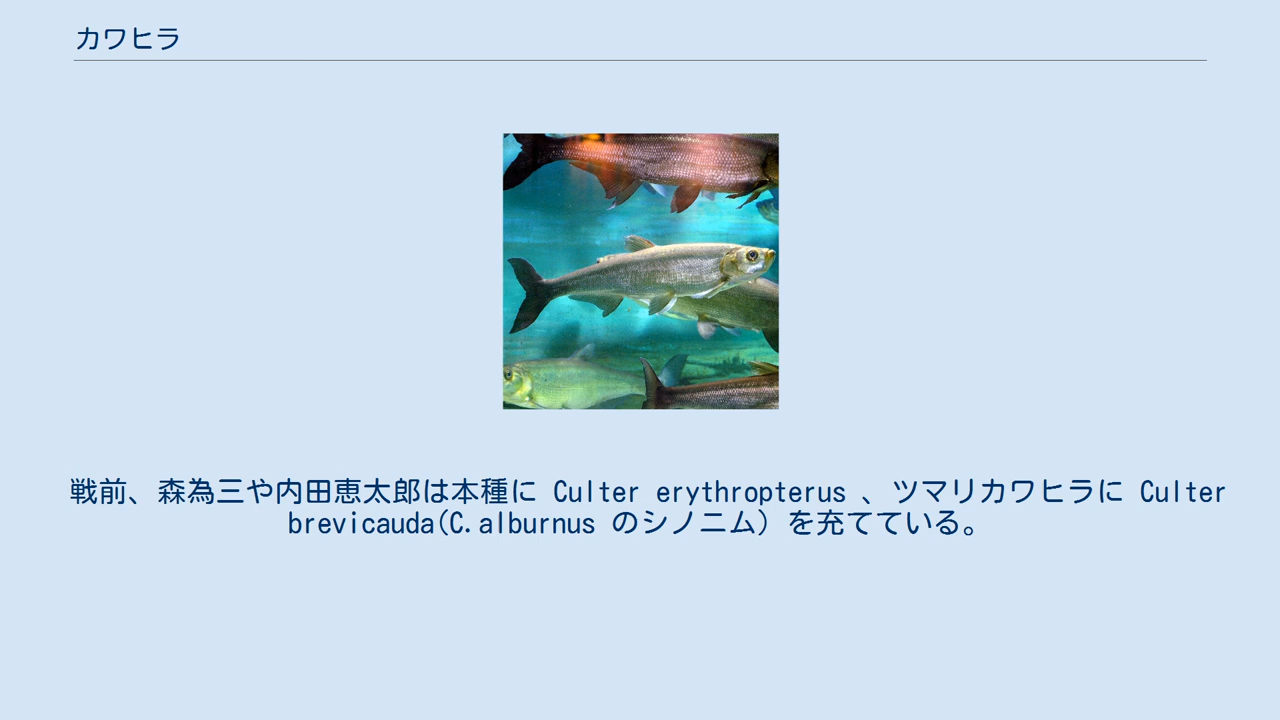 カワヒラ
戦前、森為三や内田恵太郎は本種に Culter erythropterus 、ツマリカワヒラに Culter
brevicauda(C.alburnus のシノニム) を充てている。